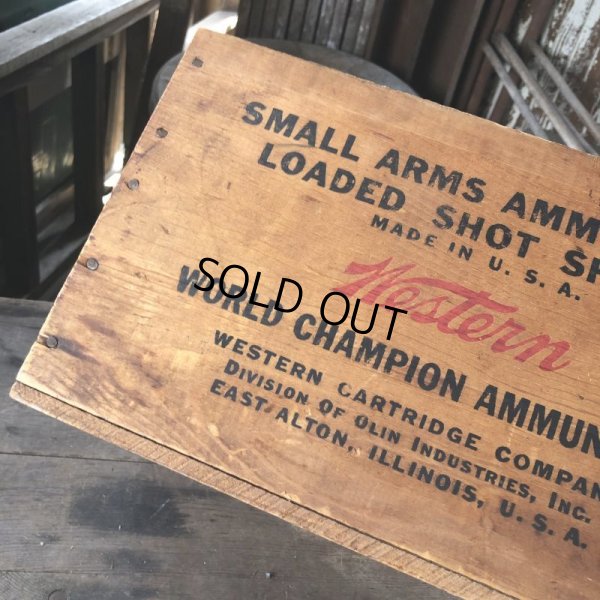 SMALL ARMS AMM
LOADED SHOT SH
MADE IN U.S.A.
Western
WORLD CHAMPION AMMUN
WESTERN CARTRIDGE COMPAN
DIVISION OF OLIN INDUSTRIES, INC.
EAST ALTON, ILLINOIS, U.S.A.
SOLD OUT